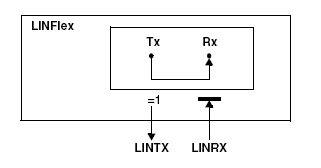 LINFlex
Tx Rx
=1
LINTX LINRX